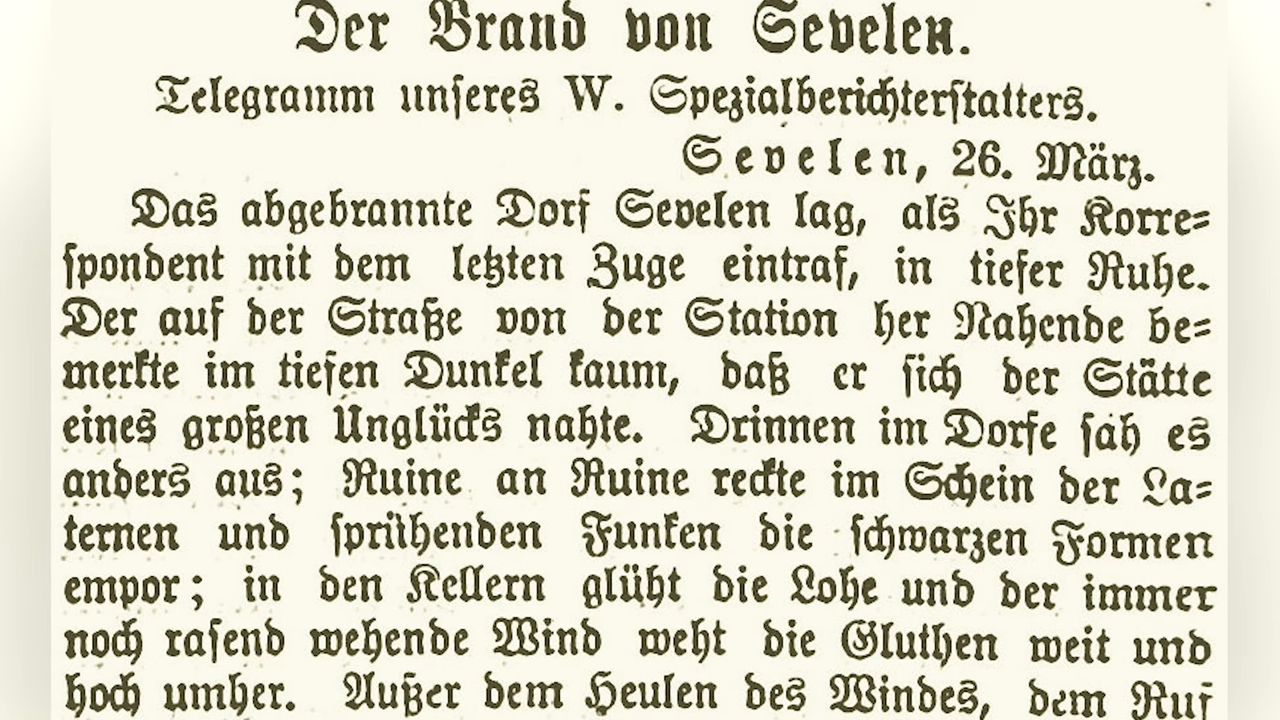 Der Brand von Sevelen.
Telegramm unseres W. Spezialberichterstatters.
Sevelen, 26. März.
Das abgebrannte Dorf Sevelen lag, als Ihr Korre-
spondent mit dem letzten Zuge eintraf, in tiefer Ruhe.
Der auf der Straße von der Station her Nahende be-
merkte im tiefen Dunkel kaum, daß er sich der Stätte
eines großen Unglücks nahte. Drinnen im Dorfe sah es
anders aus; Ruine an Ruine reckte im Schein der La-
ternen und sprühenden Funken die schwarzen Formen
empor; in den Kellern glüht die Lohe und der immer
noch rasend wehende Wind weht die Gluthen weit und
hoch umher. Außer dem Heulen des Windes, dem Ruf